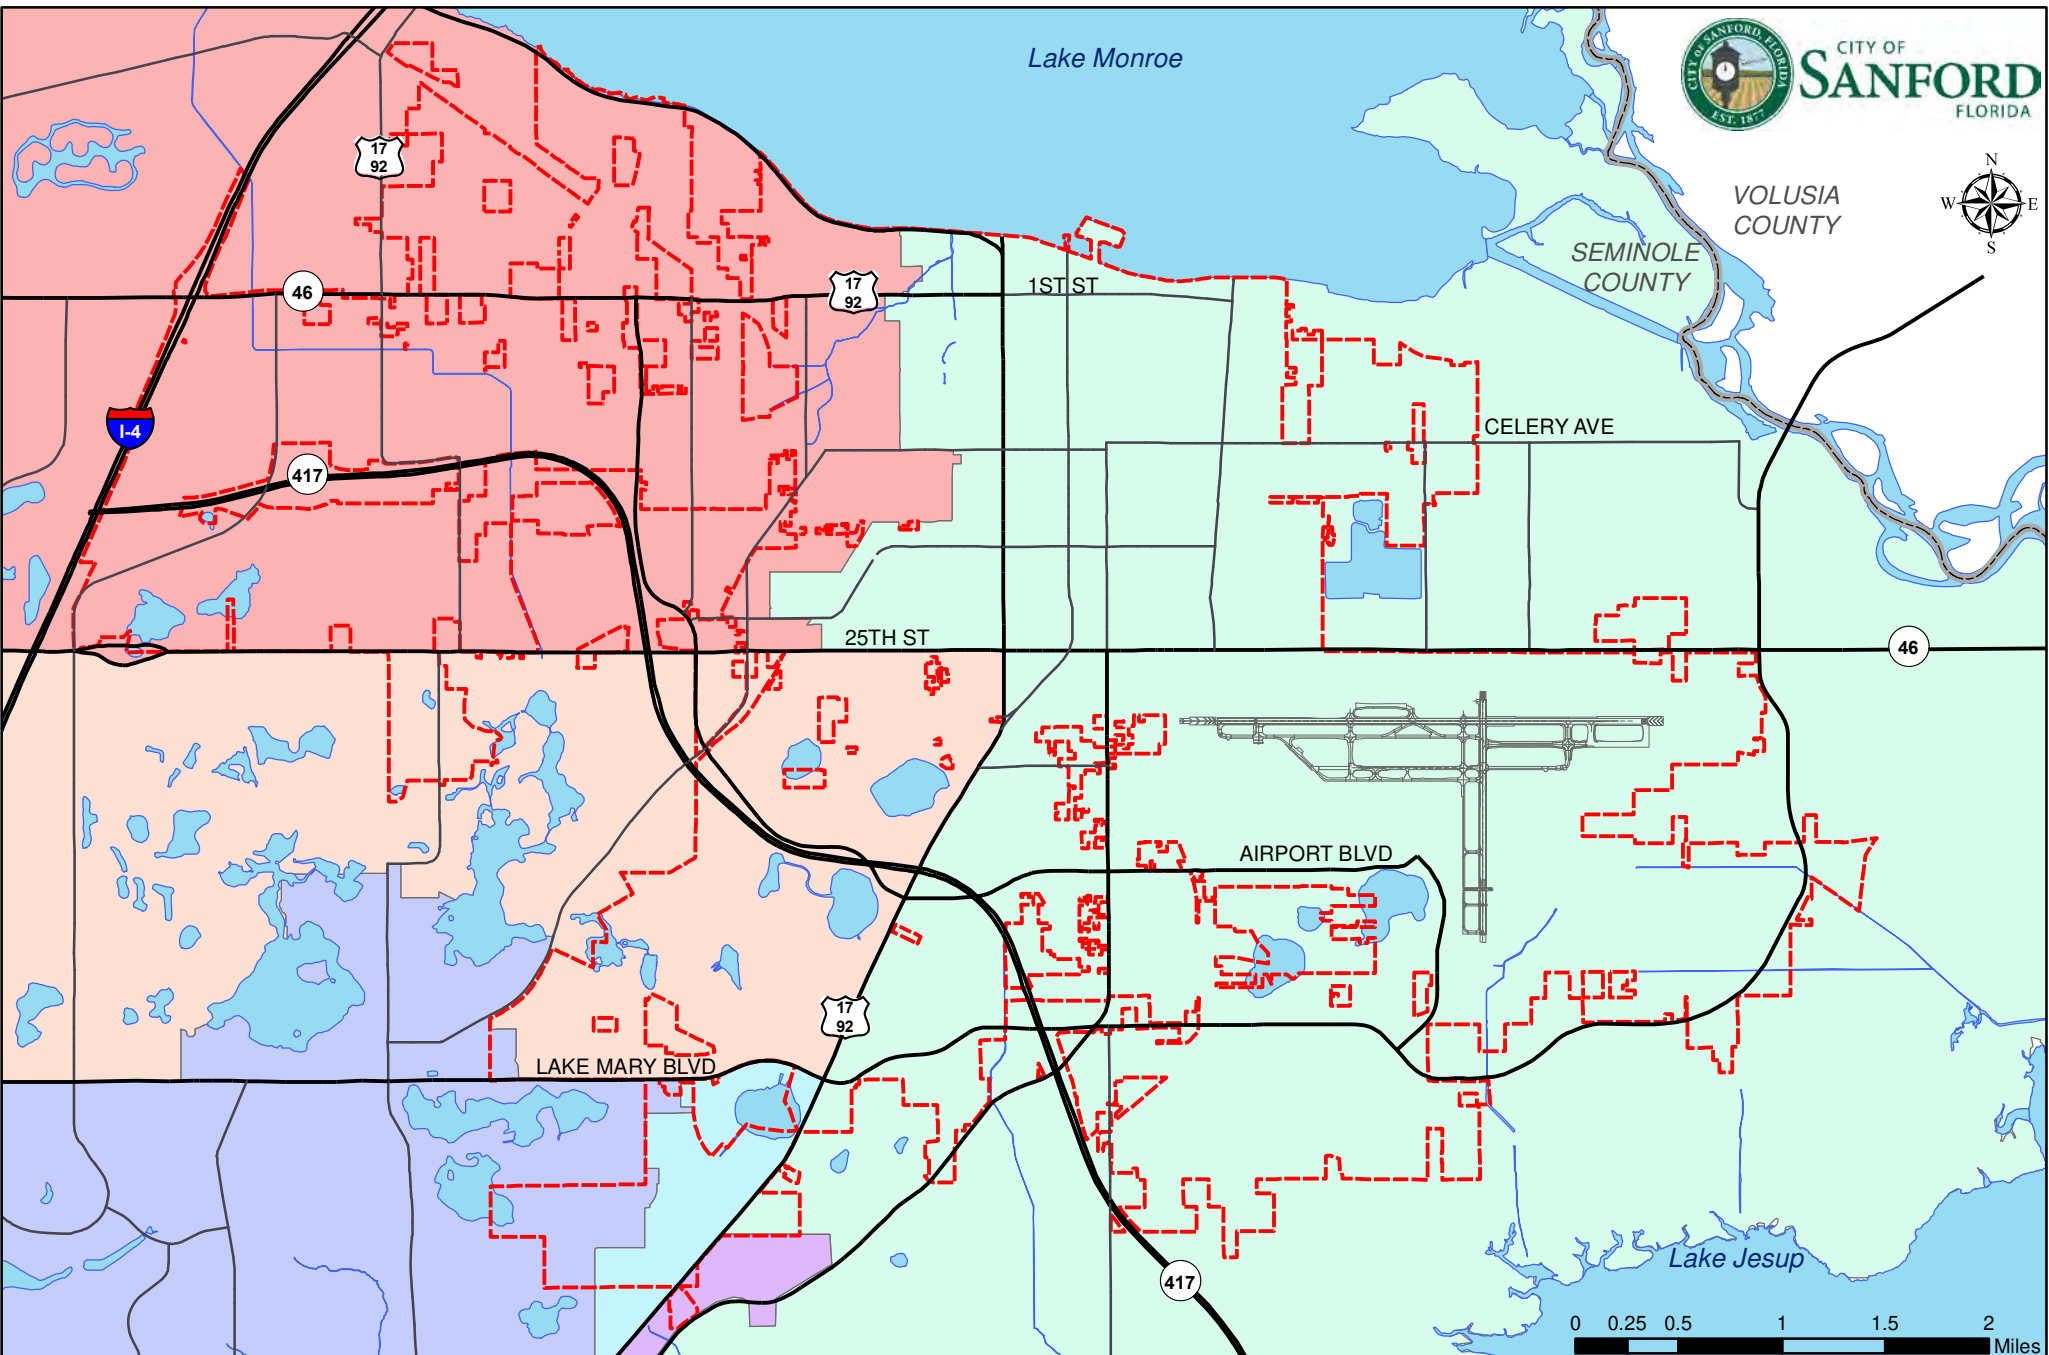 Lake Monroe
CITY OF SANFORD, FLORIDA
EST. 1877
CITY OF
SANFORD
FLORIDA
N
W
E
S
VOLUSIA
COUNTY
SEMINOLE
COUNTY
17
92
46
17
92
1ST ST
I-4
417
CELERY AVE
25TH ST
46
AIRPORT BLVD
17
92
LAKE MARY BLVD
Lake Jesup
417
0 0.25 0.5 1 1.5 2
Miles